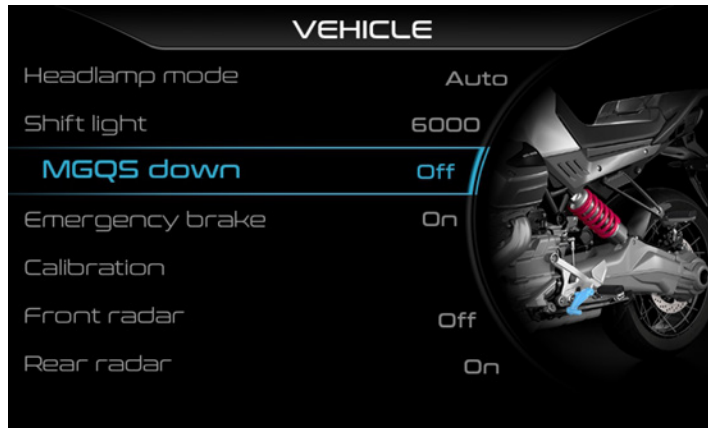 VEHICLE
Headlamp mode Auto
Shift light 6000
MGQS down Off
Emergency brake On
Calibration
Front radar Off
Rear radar On